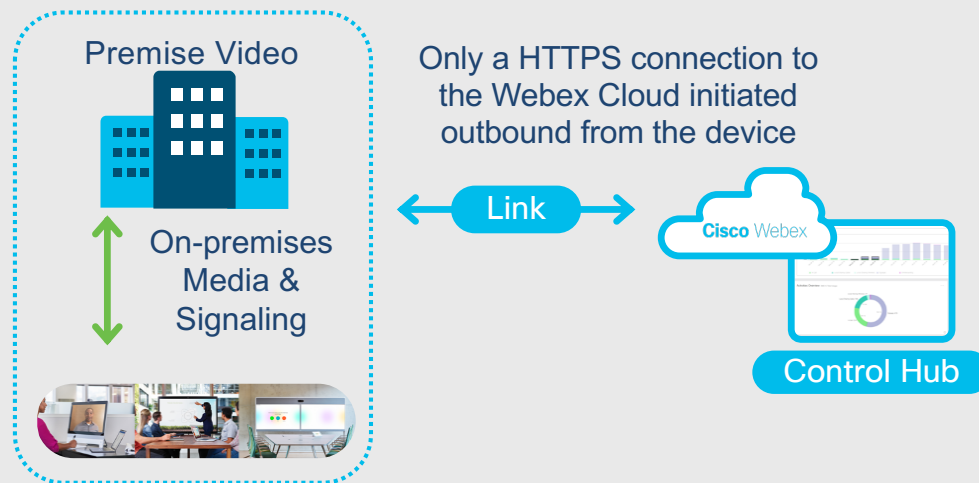 Premise Video
Only a HTTPS connection to
the Webex Cloud initiated
outbound from the device
Link
Cisco Webex
On-premises
Media &
Signaling
Control Hub